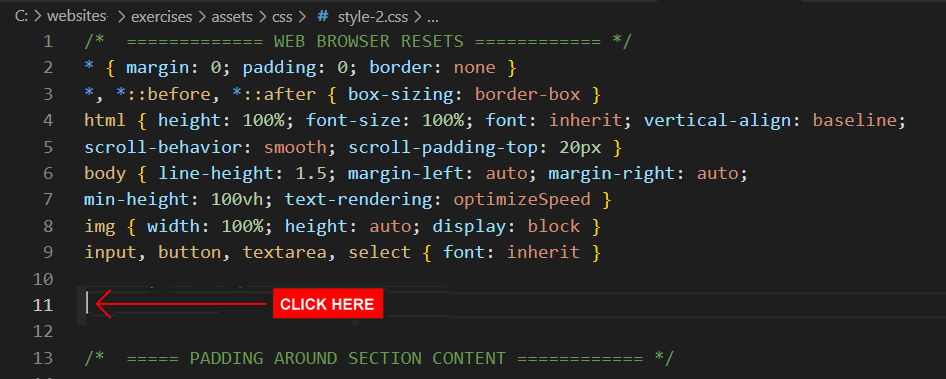 C: > websites > exercises > assets > css > # style-2.css > ...
1 /*  ============= WEB BROWSER RESETS ============ */
2 * { margin: 0; padding: 0; border: none }
3 *, *::before, *::after { box-sizing: border-box }
4 html { height: 100%; font-size: 100%; font: inherit; vertical-align: baseline;
5 scroll-behavior: smooth; scroll-padding-top: 20px }
6 body { line-height: 1.5; margin-left: auto; margin-right: auto;
7 min-height: 100vh; text-rendering: optimizeSpeed }
8 img { width: 100%; height: auto; display: block }
9 input, button, textarea, select { font: inherit }
10
11 CLICK HERE
12
13 /*  ===== PADDING AROUND SECTION CONTENT ============ */